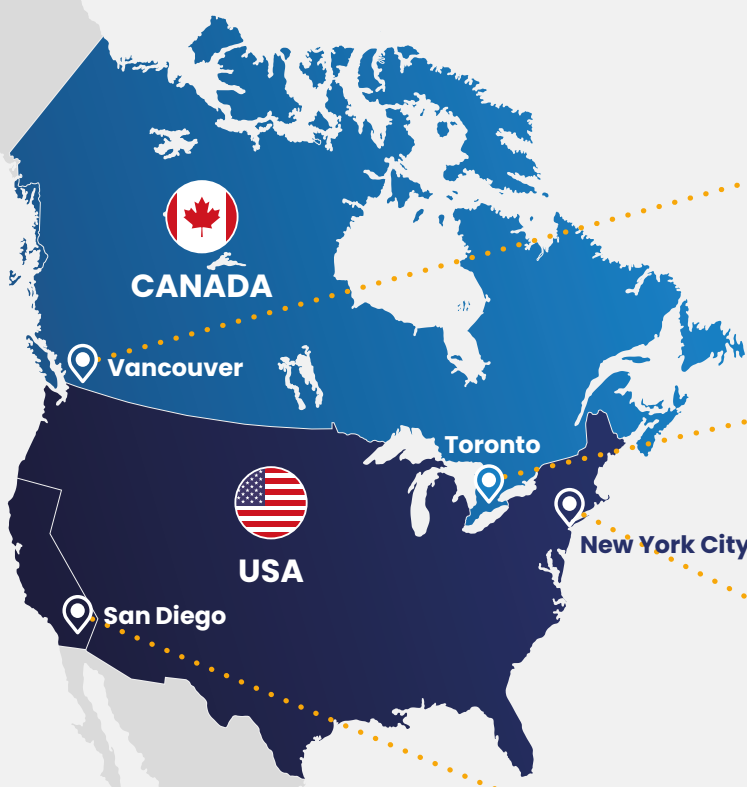 CANADA
Vancouver
Toronto
New York City
USA
San Diego